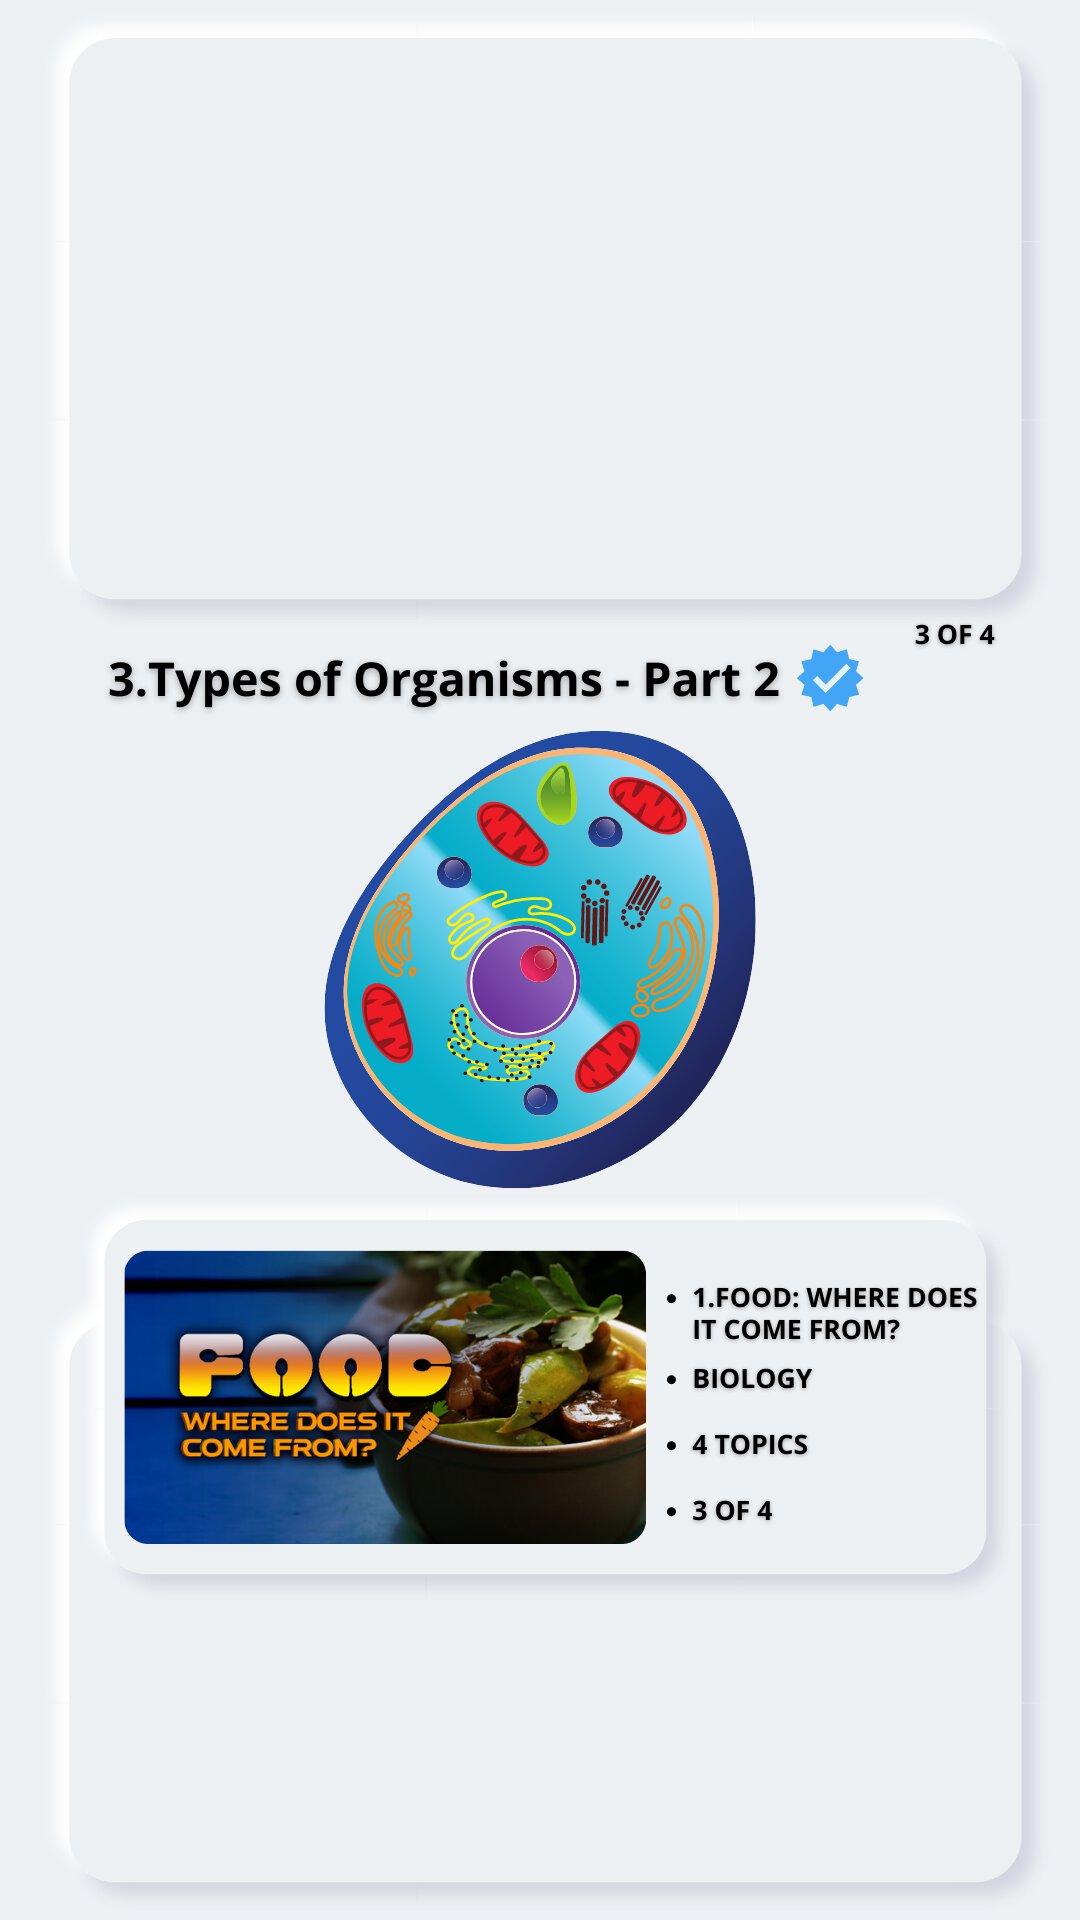 3 OF 4
3.Types of Organisms - Part 2
FOOD
WHERE DOES IT
COME FROM?
1.FOOD: WHERE DOES
IT COME FROM?
BIOLOGY
4 TOPICS
3 OF 4